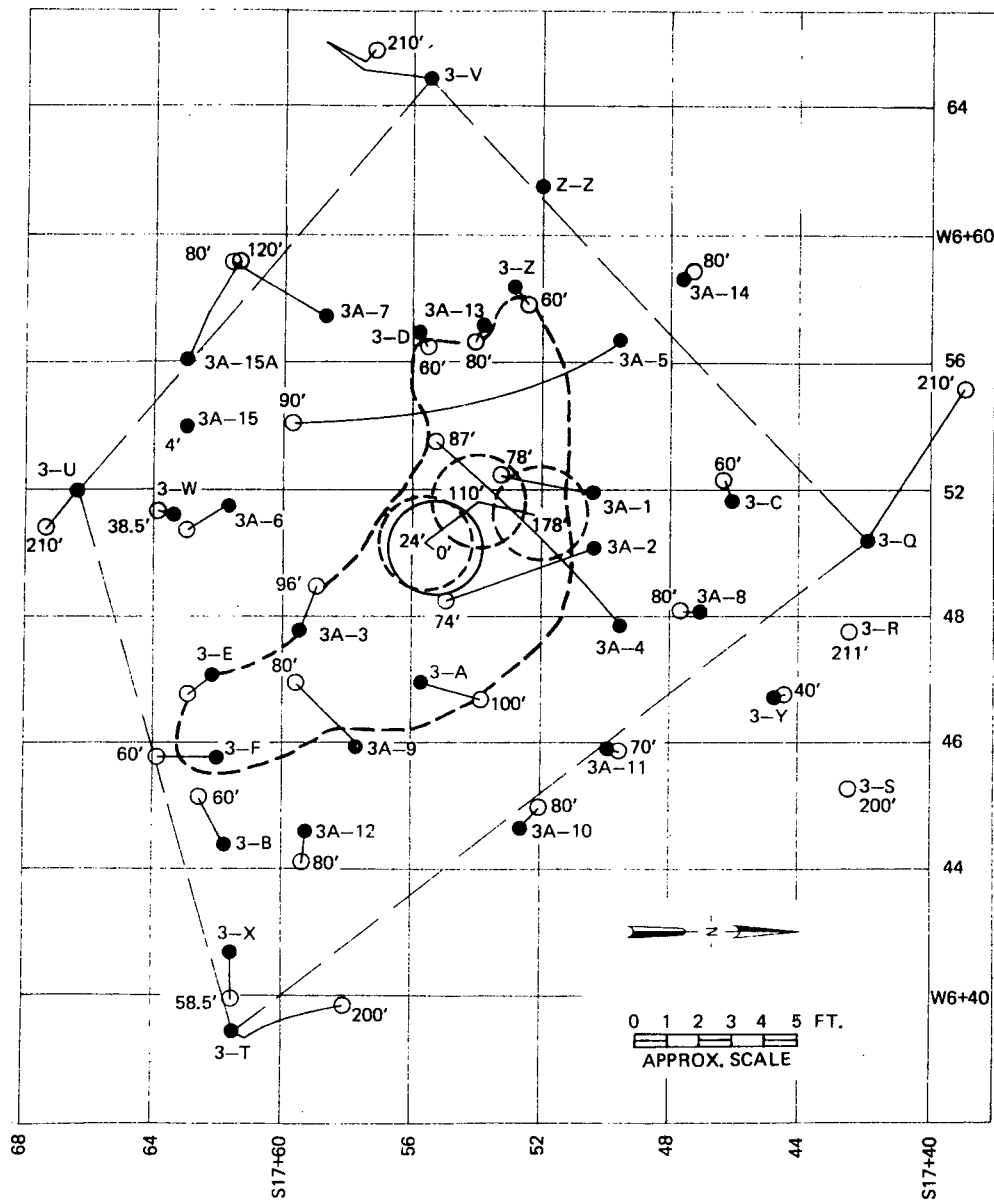 210'
3-V
64
Z-Z
80' 120'
W6+60
3-Z
80'
60'
3A-14
3A-7
3A-13
3-D
60' 80'
3A-5
3A-15A
56
210'
90'
3A-15
4'
87'
78'
60'
3-U
3-W
110'
3A-1
3-C
52
38.5'
3A-6
178'
210'
24'
0'
3A-2
3-Q
96'
80' 3A-8
48
74'
3A-3
3A-4
3-R
211'
3-E
80'
3-A
100'
40'
3-Y
60'
3-F
3A-9
70'
3A-11
46
60'
80'
3-S
200'
3A-12
3A-10
3-B
80'
44
3-X
N
58.5'
200'
W6+40
3-T
0 1 2 3 4 5 FT.
APPROX. SCALE
68
64
S17+60
56
52
48
44
S17+40